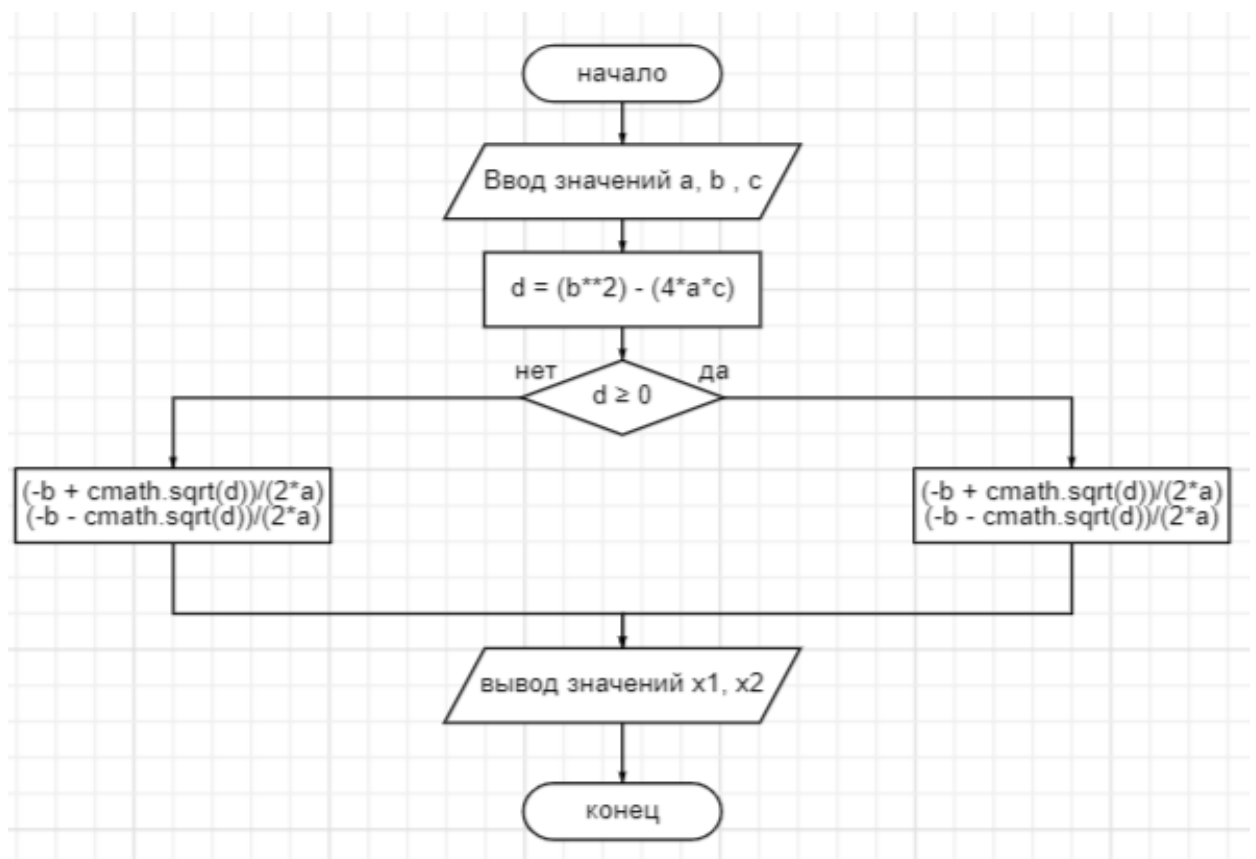 начало
Ввод значений a, b , c
d = (b**2) - (4*a*c)
нет
да
d ≥ 0
(-b + cmath.sqrt(d))/(2*a)
(-b - cmath.sqrt(d))/(2*a)
(-b + cmath.sqrt(d))/(2*a)
(-b - cmath.sqrt(d))/(2*a)
вывод значений x1, x2
конец